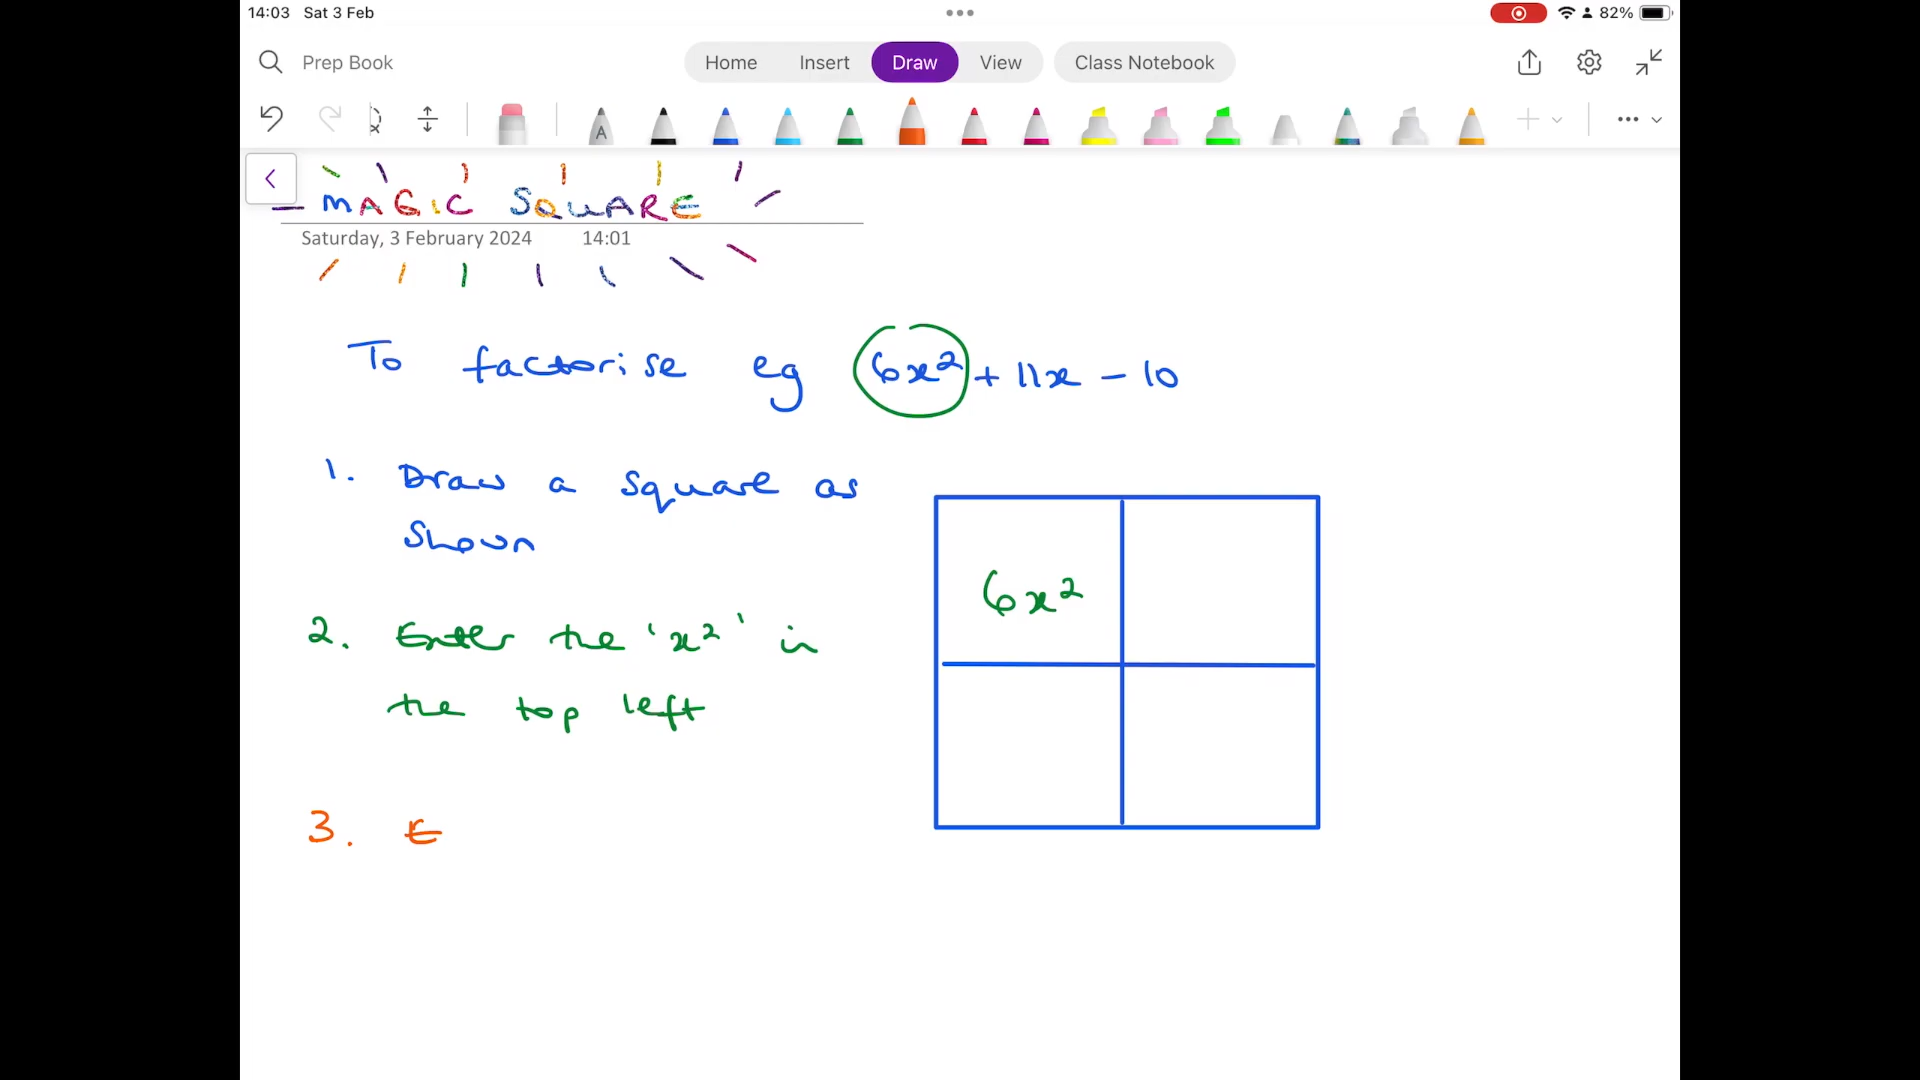 14:03 Sat 3 Feb
82%
Prep Book
Home Insert Draw View Class Notebook
A
MAGIC SQUARE
Saturday, 3 February 2024 14:01
To factorise eg 6x² + 11x - 10
1. Draw a square as
shown
2. Enter the 'x²' in
the top left
6x²
3. E